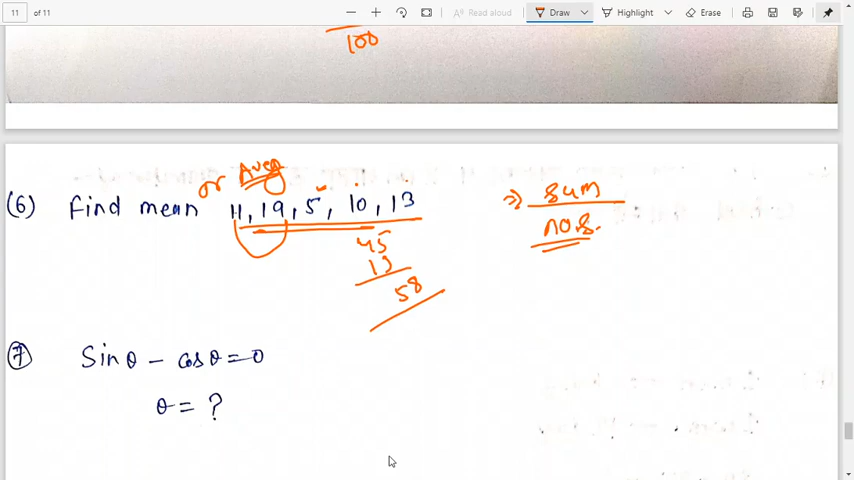 11 of 11 Read aloud Draw Highlight Erase
100
or Aveg
(6) Find mean 11, 19, 5, 10, 13
⇒ sum
nos.
45
13
58
(7) Sinθ - cosθ = 0
θ = ?